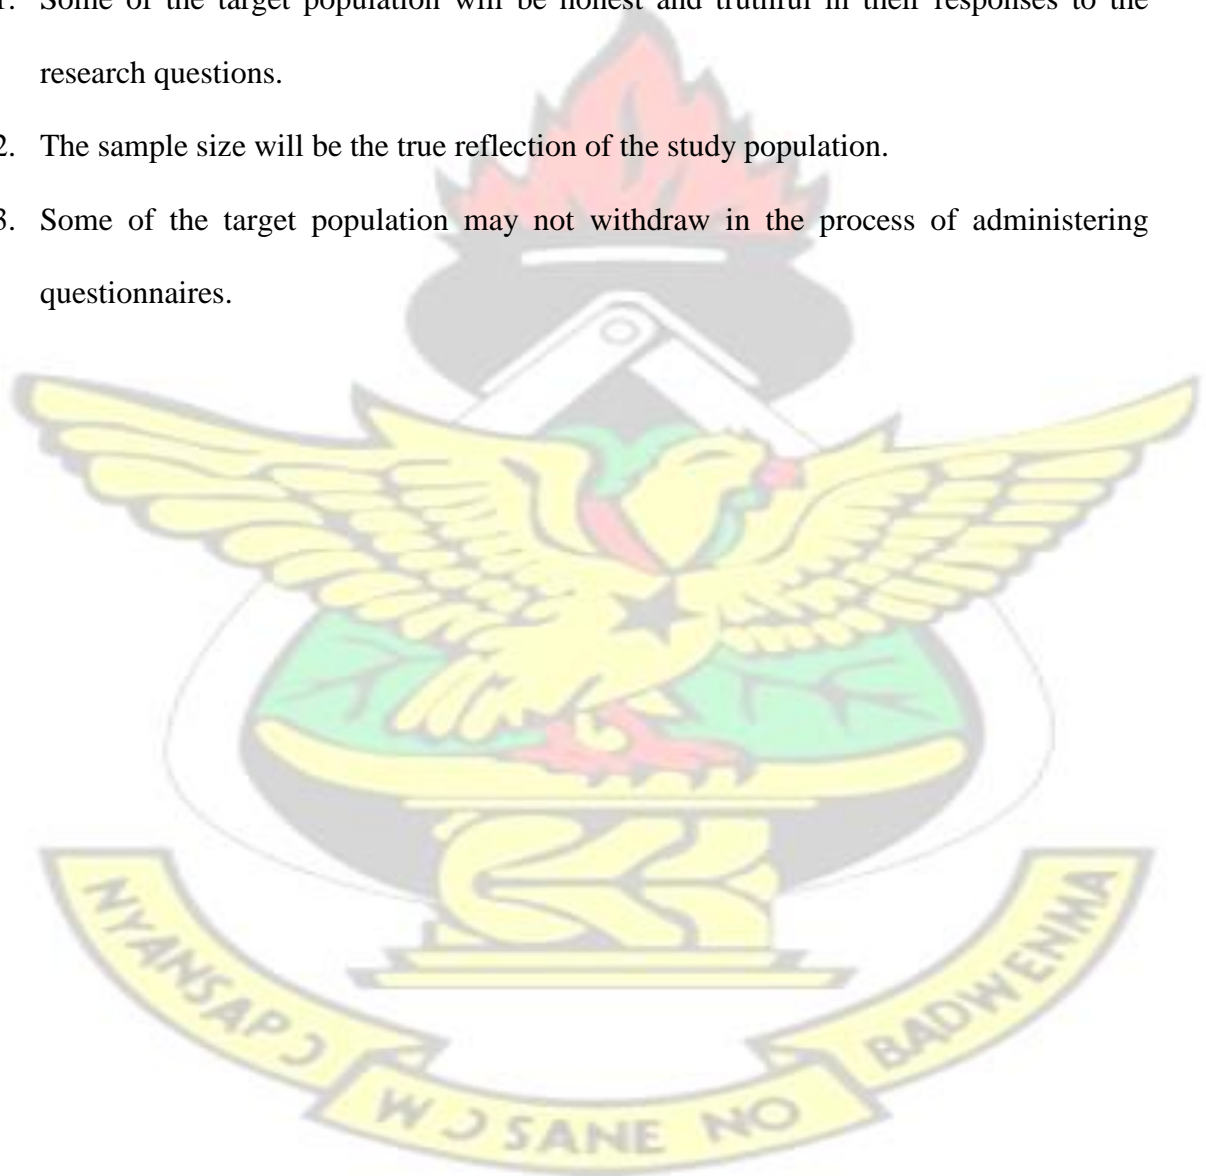 1. Some of the target population will be honest and truthful in their responses to the
research questions.
2. The sample size will be the true reflection of the study population.
3. Some of the target population may not withdraw in the process of administering
questionnaires.
NYANSAPƆ
WƆSANE NO
BADWENMA